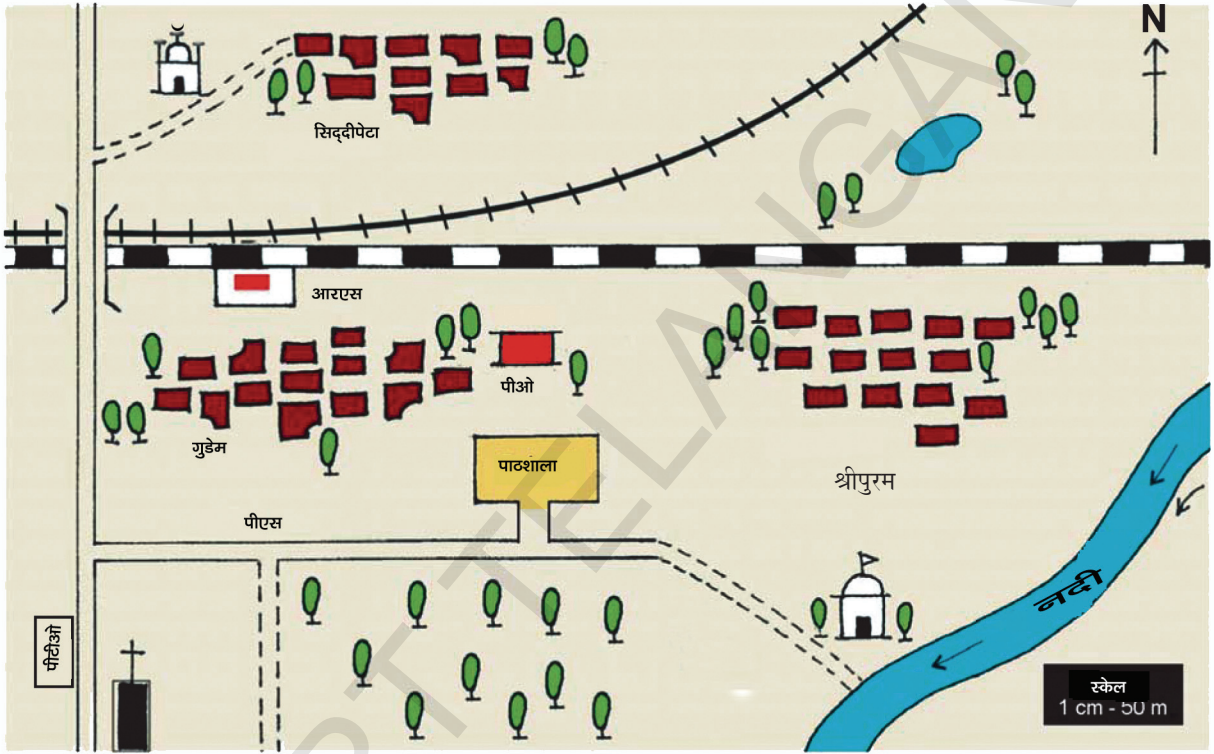 N
सिद्दीपेटा
आरएस
पीओ
गुडेम
पाठशाला
श्रीपुरम
पीएस
नदी
पीटीओ
स्केल
1 cm - 50 m